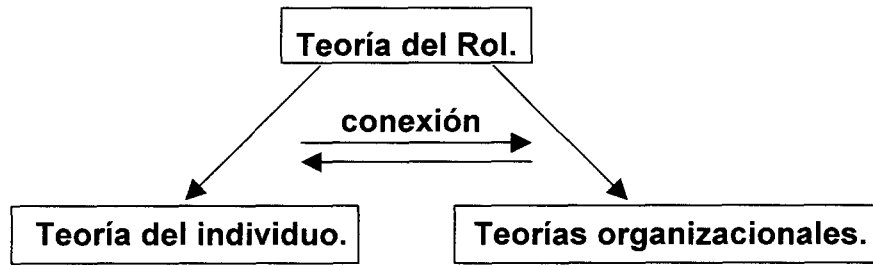 Teoría del Rol.
conexión
Teoría del individuo.
Teorías organizacionales.